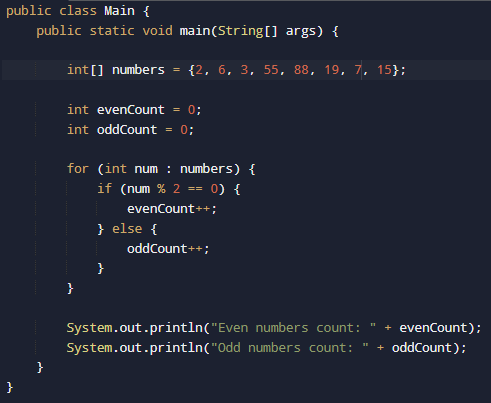 public class Main {
    public static void main(String[] args) {
        int[] numbers = {2, 6, 3, 55, 88, 19, 7, 15};
        int evenCount = 0;
        int oddCount = 0;
        for (int num : numbers) {
            if (num % 2 == 0) {
                evenCount++;
            } else {
                oddCount++;
            }
        }
        System.out.println("Even numbers count: " + evenCount);
        System.out.println("Odd numbers count: " + oddCount);
    }
}